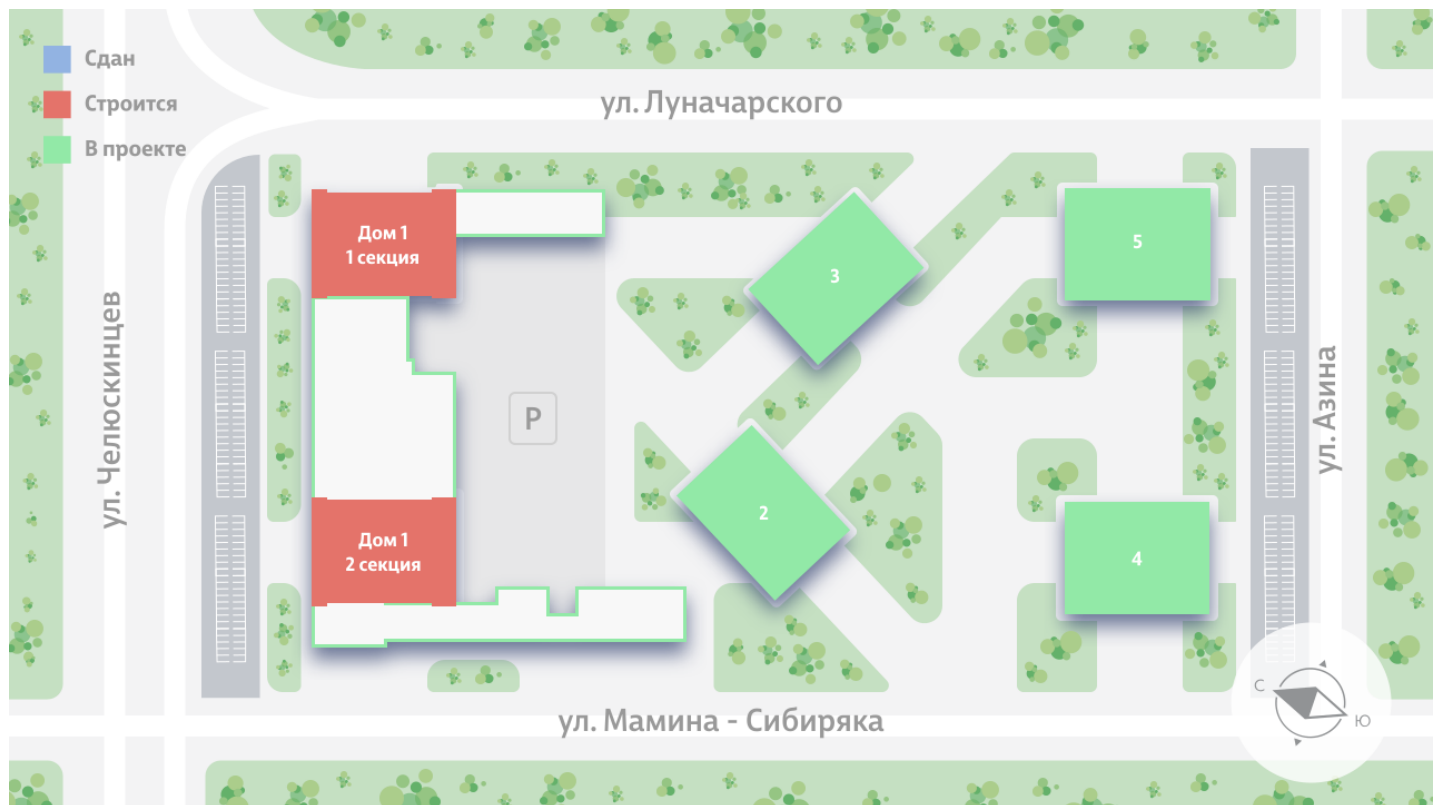 Сдан
Строится
В проекте
ул. Луначарского
Дом 1
1 секция
3
5
ул. Челюскинцев
P
ул. Азина
2
Дом 1
2 секция
4
С
Ю
ул. Мамина - Сибиряка